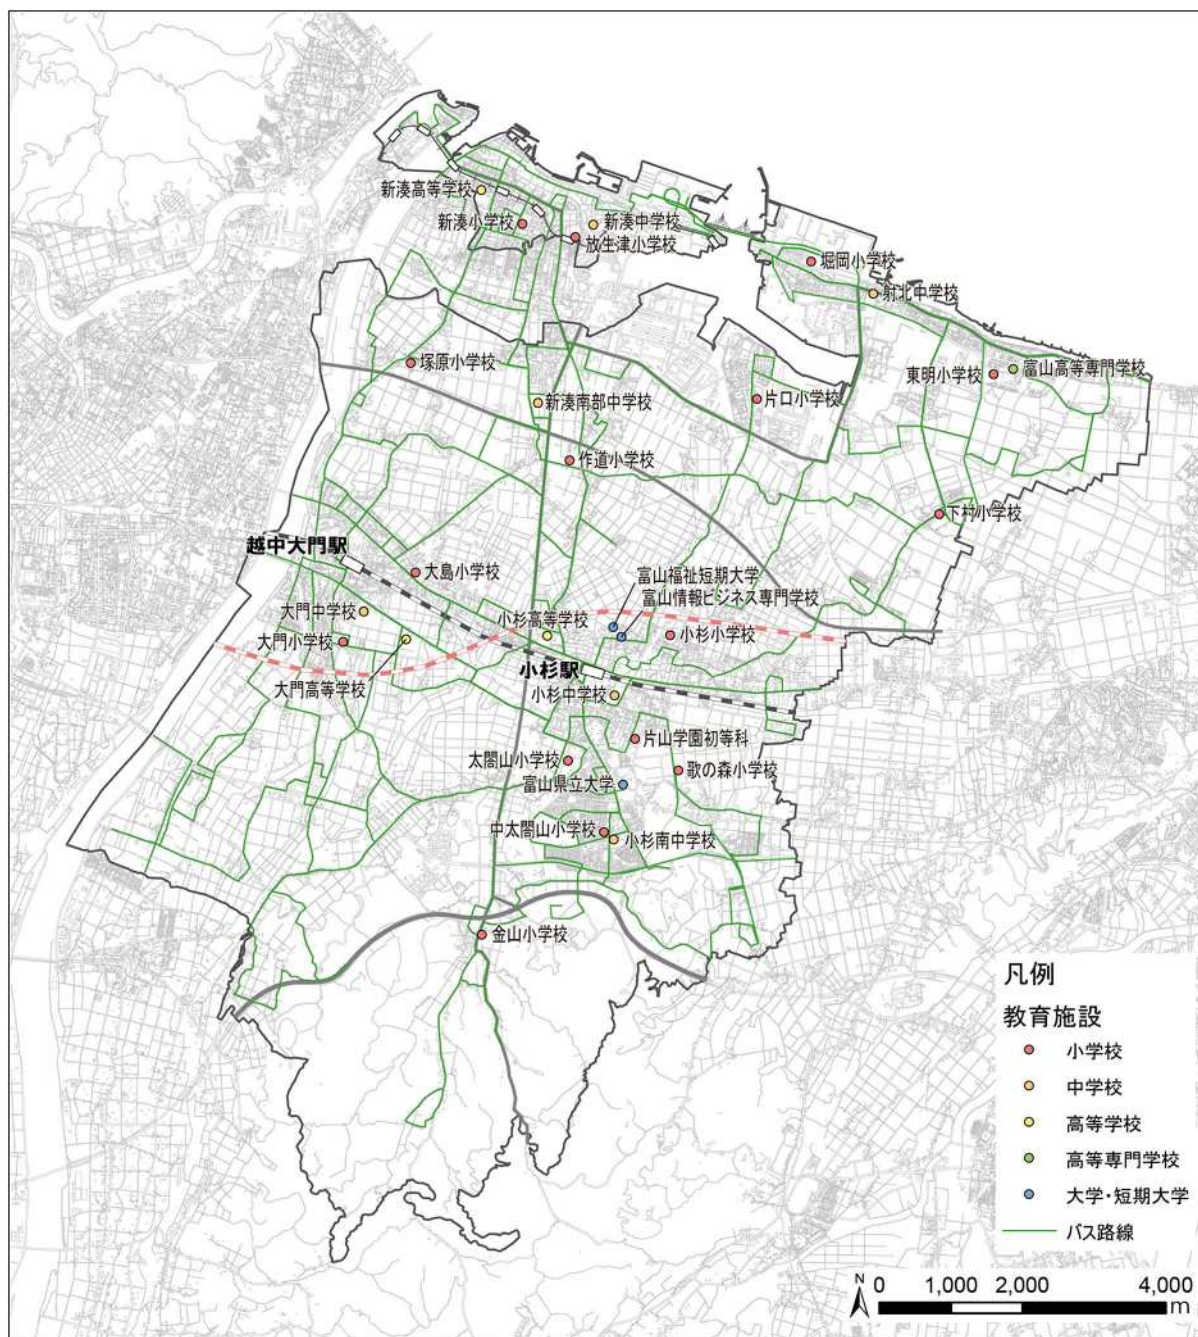 新湊高等学校
新湊小学校
新湊中学校
放生津小学校
堀岡小学校
射北中学校
塚原小学校
東明小学校
富山高等専門学校
新湊南部中学校
片口小学校
作道小学校
下村小学校
越中大門駅
大島小学校
富山福祉短期大学
富山情報ビジネス専門学校
大門中学校
小杉高等学校
大門小学校
小杉小学校
小杉駅
大門高等学校
小杉中学校
片山学園初等科
太閤山小学校
歌の森小学校
富山県立大学
中太閤山小学校
小杉南中学校
金山小学校
凡例
教育施設
小学校
中学校
高等学校
高等専門学校
大学・短期大学
バス路線
N
0 1,000 2,000 4,000
m